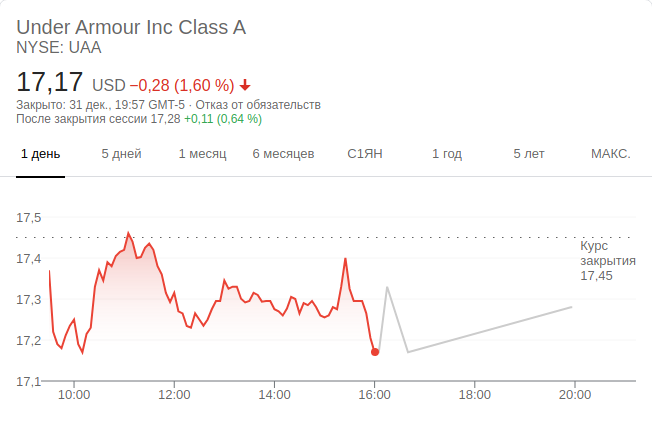 Under Armour Inc Class A
NYSE: UAA
17,17 USD −0,28 (1,60 %)
Закрыто: 31 дек., 19:57 GMT-5 · Отказ от обязательств
После закрытия сессии 17,28 +0,11 (0,64 %)
1 день 5 дней 1 месяц 6 месяцев С1ЯН 1 год 5 лет МАКС.
17,5
17,4
17,3
17,2
17,1
Курс
закрытия
17,45
10:00 12:00 14:00 16:00 18:00 20:00